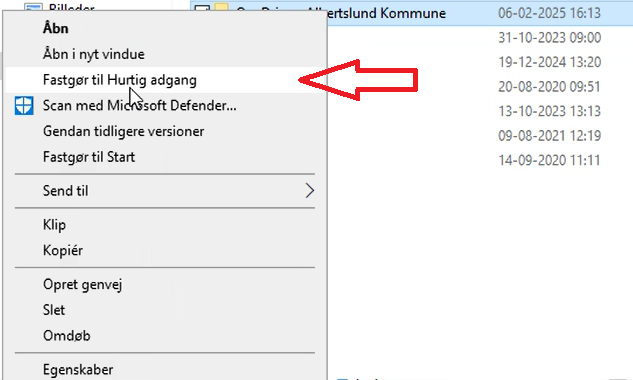 Billeder
Albertslund Kommune 06-02-2025 16:13
Åbn
31-10-2023 09:00
Åbn i nyt vindue
19-12-2024 13:20
Fastgør til Hurtig adgang
20-08-2020 09:51
Scan med Microsoft Defender...
13-10-2023 13:13
Gendan tidligere versioner
09-08-2021 12:19
Fastgør til Start
14-09-2020 11:11
Send til
Klip
Kopiér
Opret genvej
Slet
Omdøb
Egenskaber